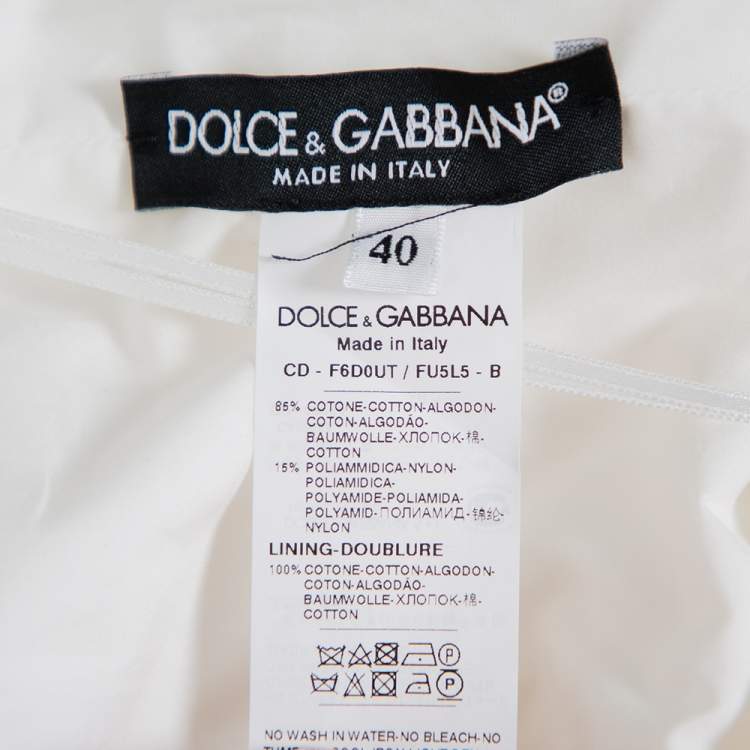 DOLCE & GABBANA®
MADE IN ITALY
40
DOLCE & GABBANA
Made in Italy
CD - F6D0UT / FU5L5 - B
85% COTONE-COTTON-ALGODON-
COTON-ALGODÃO-
BAUMWOLLE-ХЛОПОК-棉-
COTTON
15% POLIAMMIDICA-NYLON-
POLIAMIDICA-
POLYAMIDE-POLIAMIDA-
POLYAMID-ПОЛИАМИД-锦纶-
NYLON
LINING-DOUBLURE
100% COTONE-COTTON-ALGODON-
COTON-ALGODÃO-
BAUMWOLLE-ХЛОПОК-棉-
COTTON
P
P
NO WASH IN WATER-NO BLEACH-NO